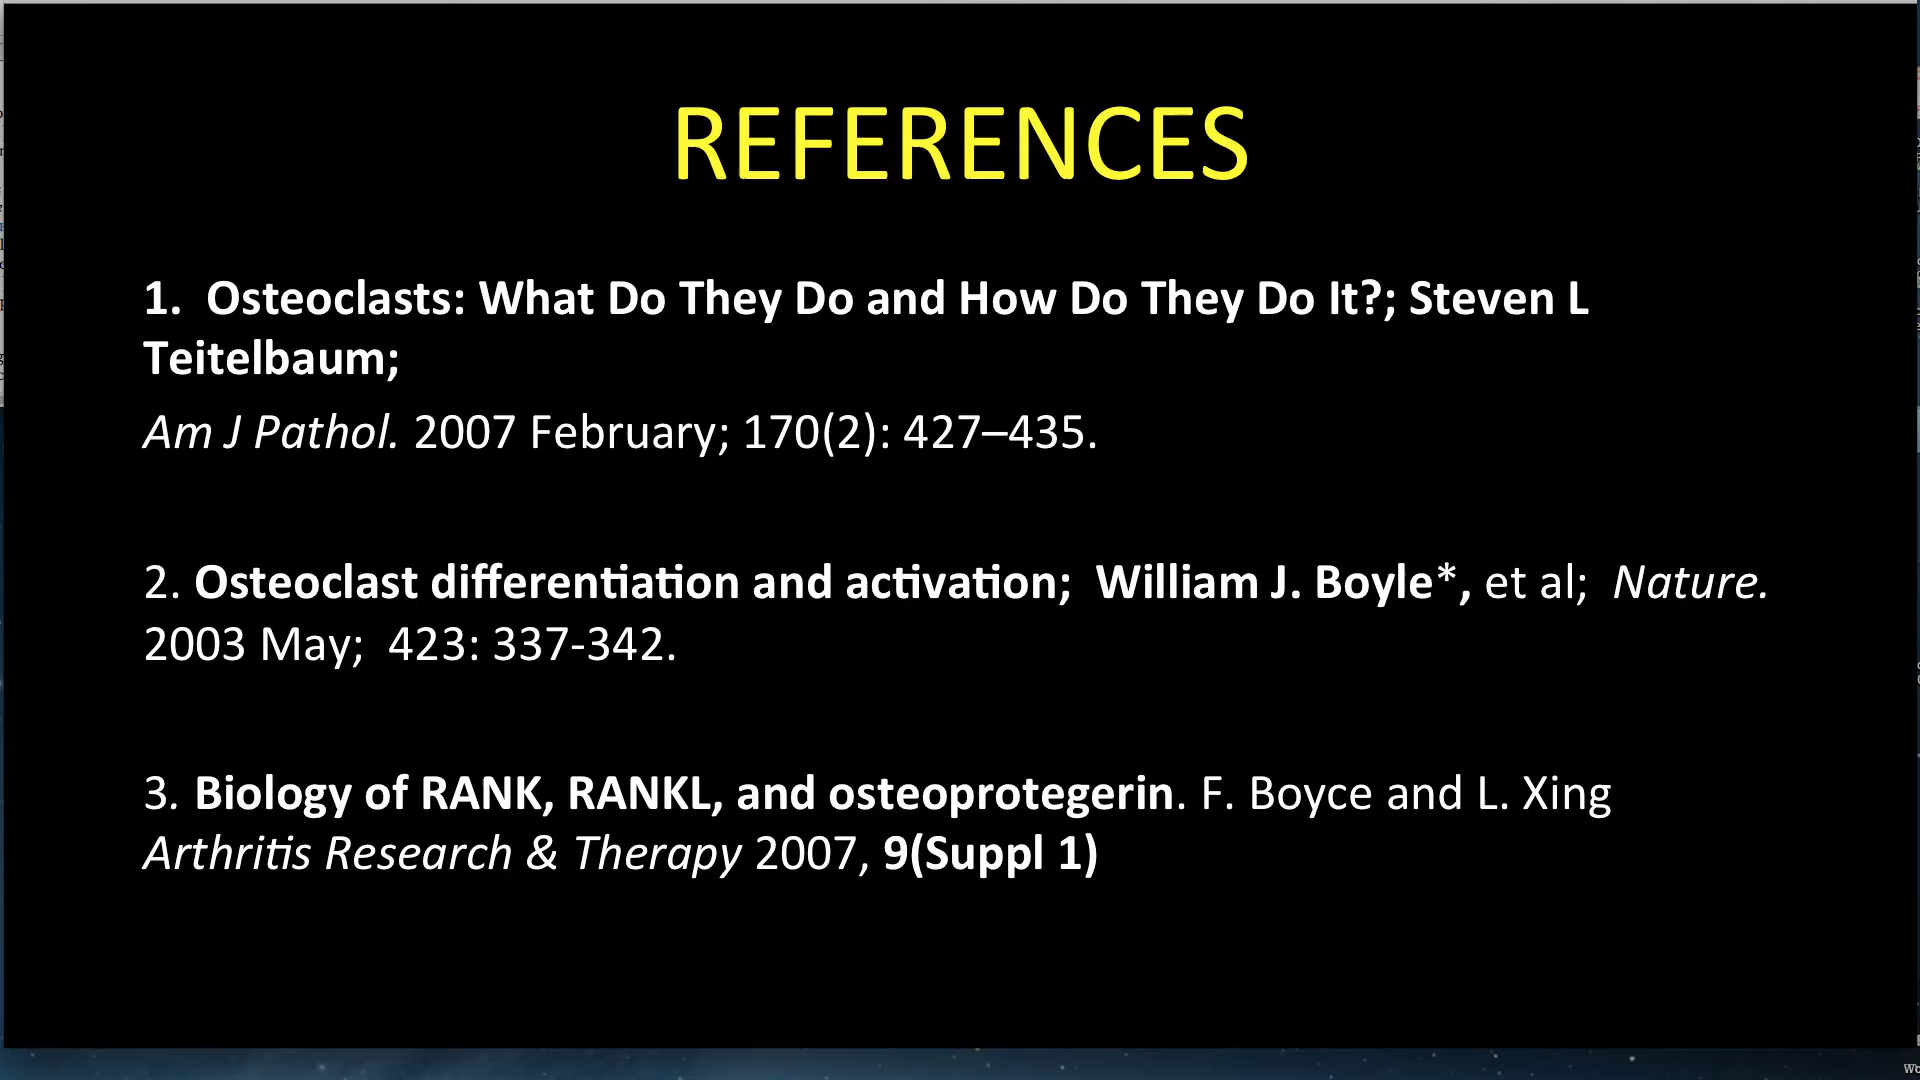 REFERENCES
1.  Osteoclasts: What Do They Do and How Do They Do It?; Steven L
Teitelbaum;
Am J Pathol. 2007 February; 170(2): 427–435.
2. Osteoclast differentiation and activation;  William J. Boyle*, et al;  Nature.
2003 May;  423: 337-342.
3. Biology of RANK, RANKL, and osteoprotegerin. F. Boyce and L. Xing
Arthritis Research & Therapy 2007, 9(Suppl 1)